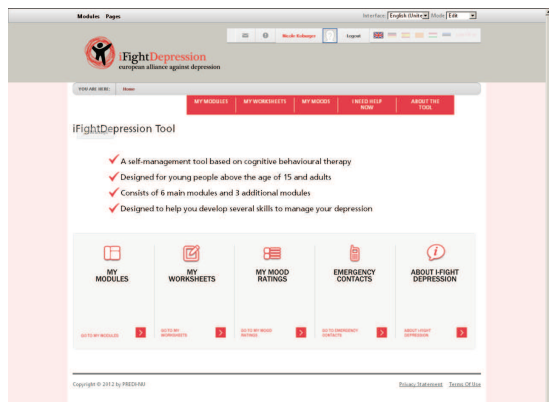 Modules Pages
Interface: English (Unite Mode Edit
Logout
iFightDepression
european alliance against depression
YOU ARE HERE: Home
MY MODULES MY WORKSHEETS MY MOODS I NEED HELP NOW ABOUT THE TOOL
iFightDepression Tool
A self-management tool based on cognitive behavioural therapy
Designed for young people above the age of 15 and adults
Consists of 6 main modules and 3 additional modules
Designed to help you develop several skills to manage your depression
MY MODULES
MY WORKSHEETS
MY MOOD RATINGS
EMERGENCY CONTACTS
ABOUT I-FIGHT DEPRESSION
GO TO MY MODULES
GO TO MY WORKSHEETS
GO TO MY MOOD RATINGS
GO TO EMERGENCY CONTACTS
ABOUT I-FIGHT DEPRESSION
Copyright © 2012 by PREDI-NU
Privacy Statement Terms Of Use